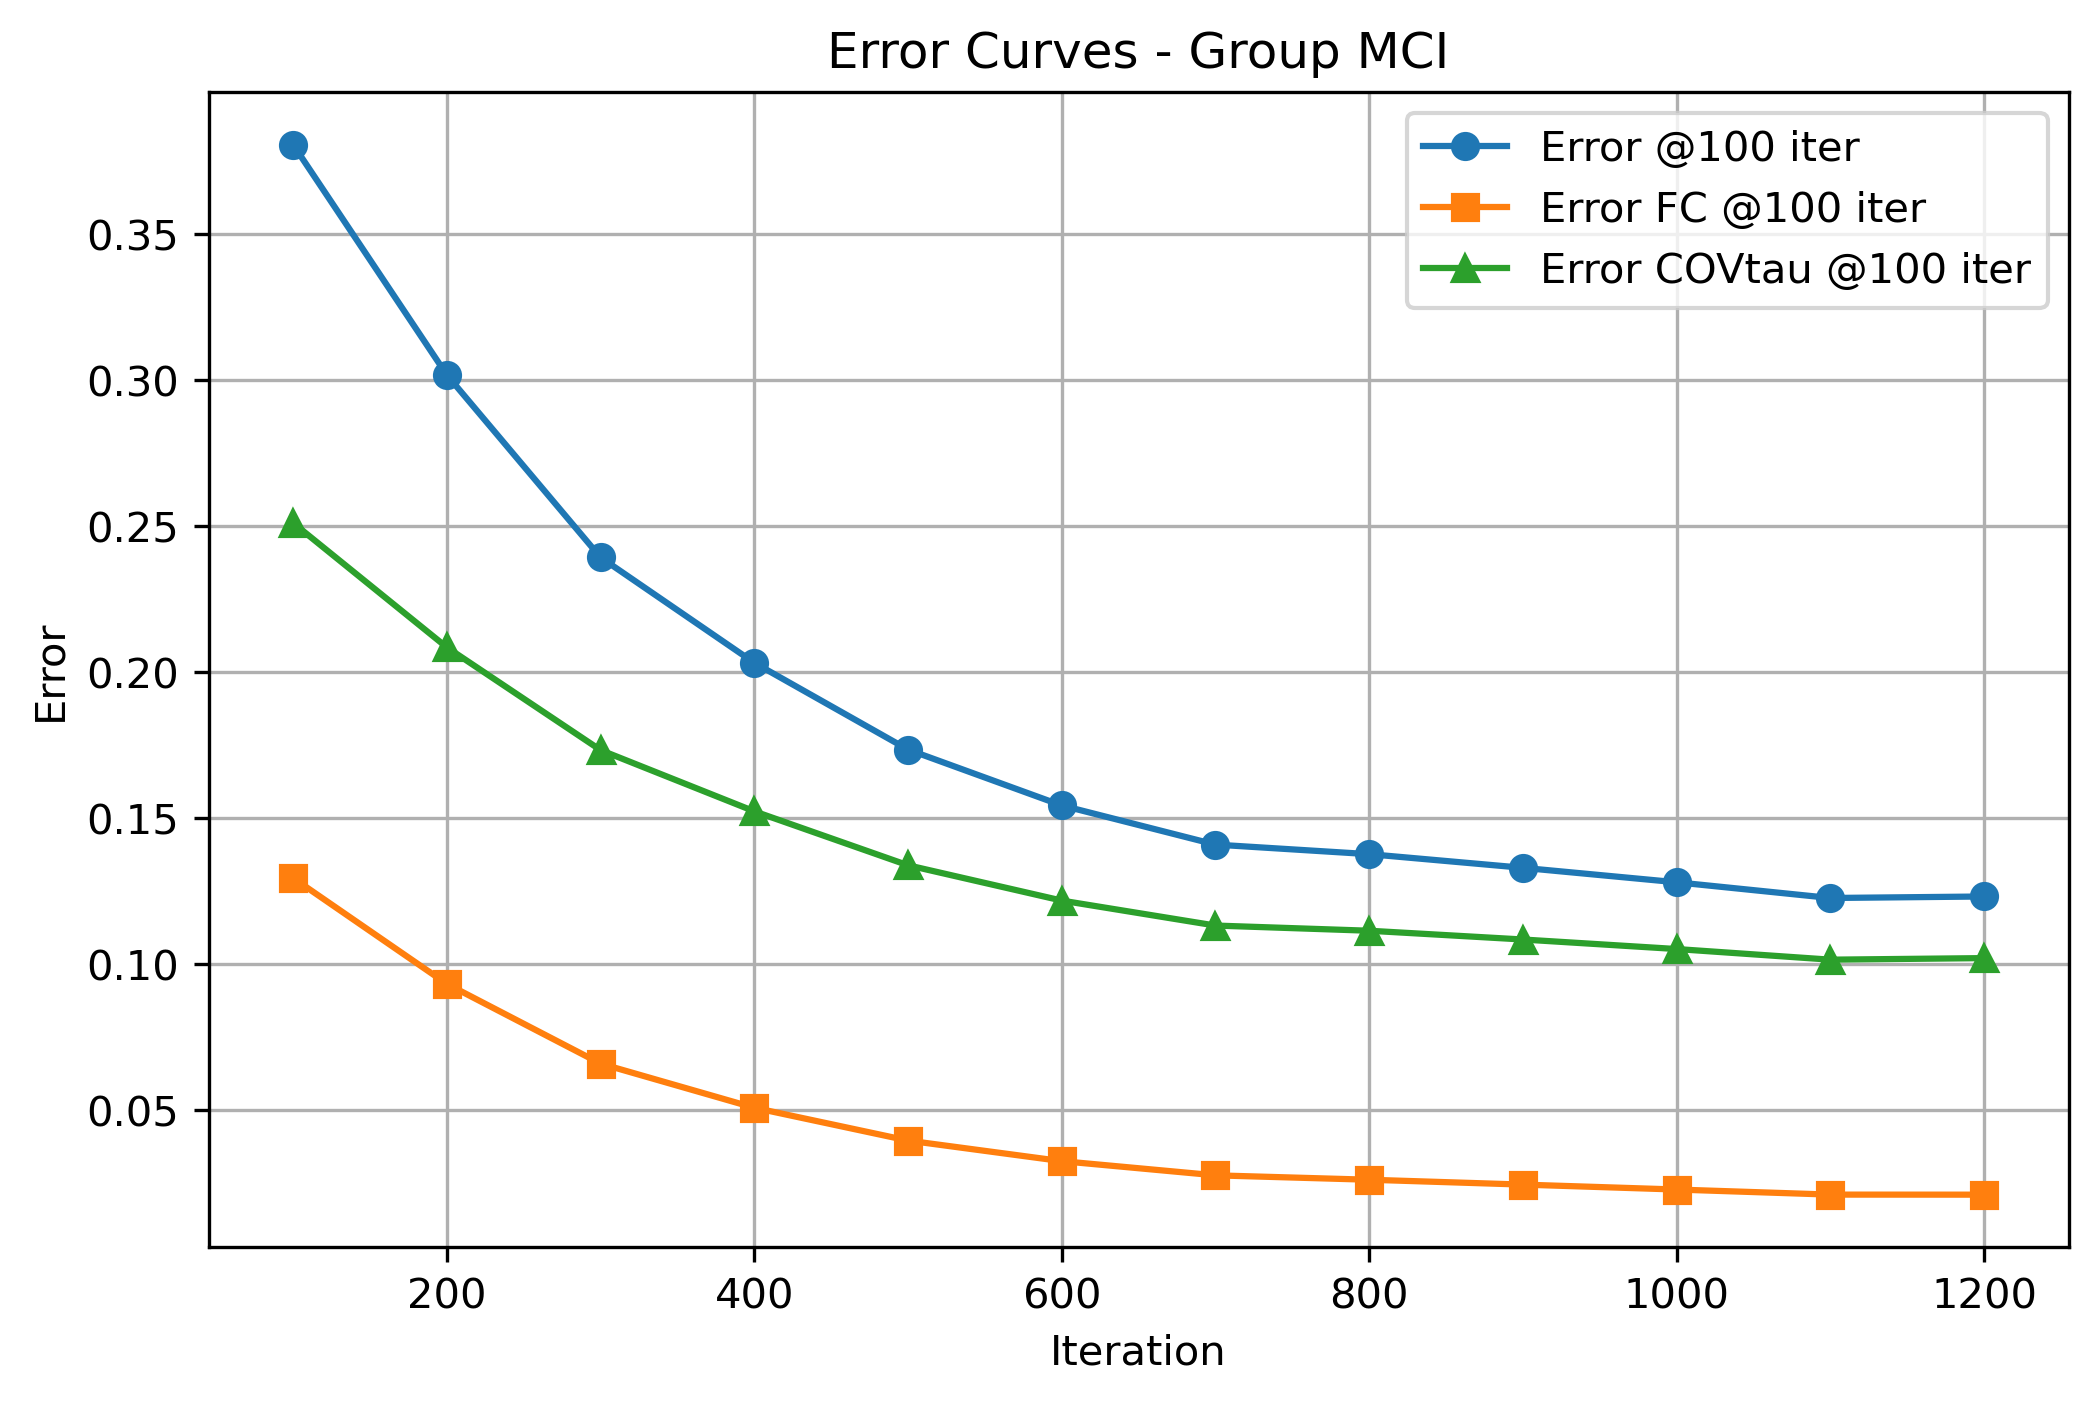 Error Curves - Group MCI
Error @100 iter
Error FC @100 iter
Error COVtau @100 iter
0.35
0.30
0.25
0.20
0.15
0.10
0.05
Error
200 400 600 800 1000 1200
Iteration